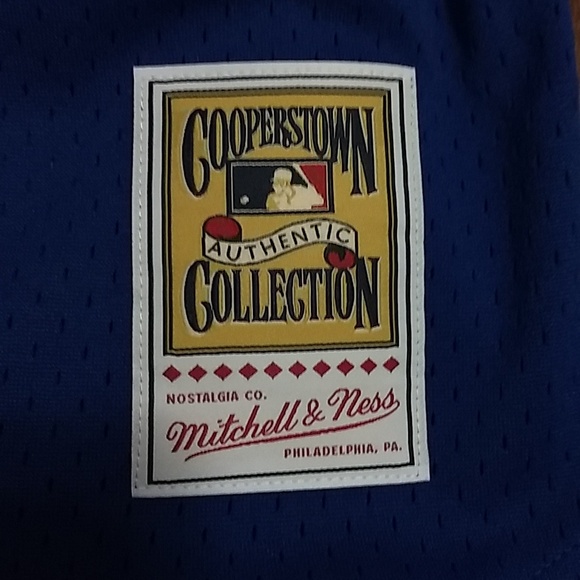 COOPERSTOWN
AUTHENTIC
COLLECTION
NOSTALGIA CO.
Mitchell & Ness
PHILADELPHIA, PA.